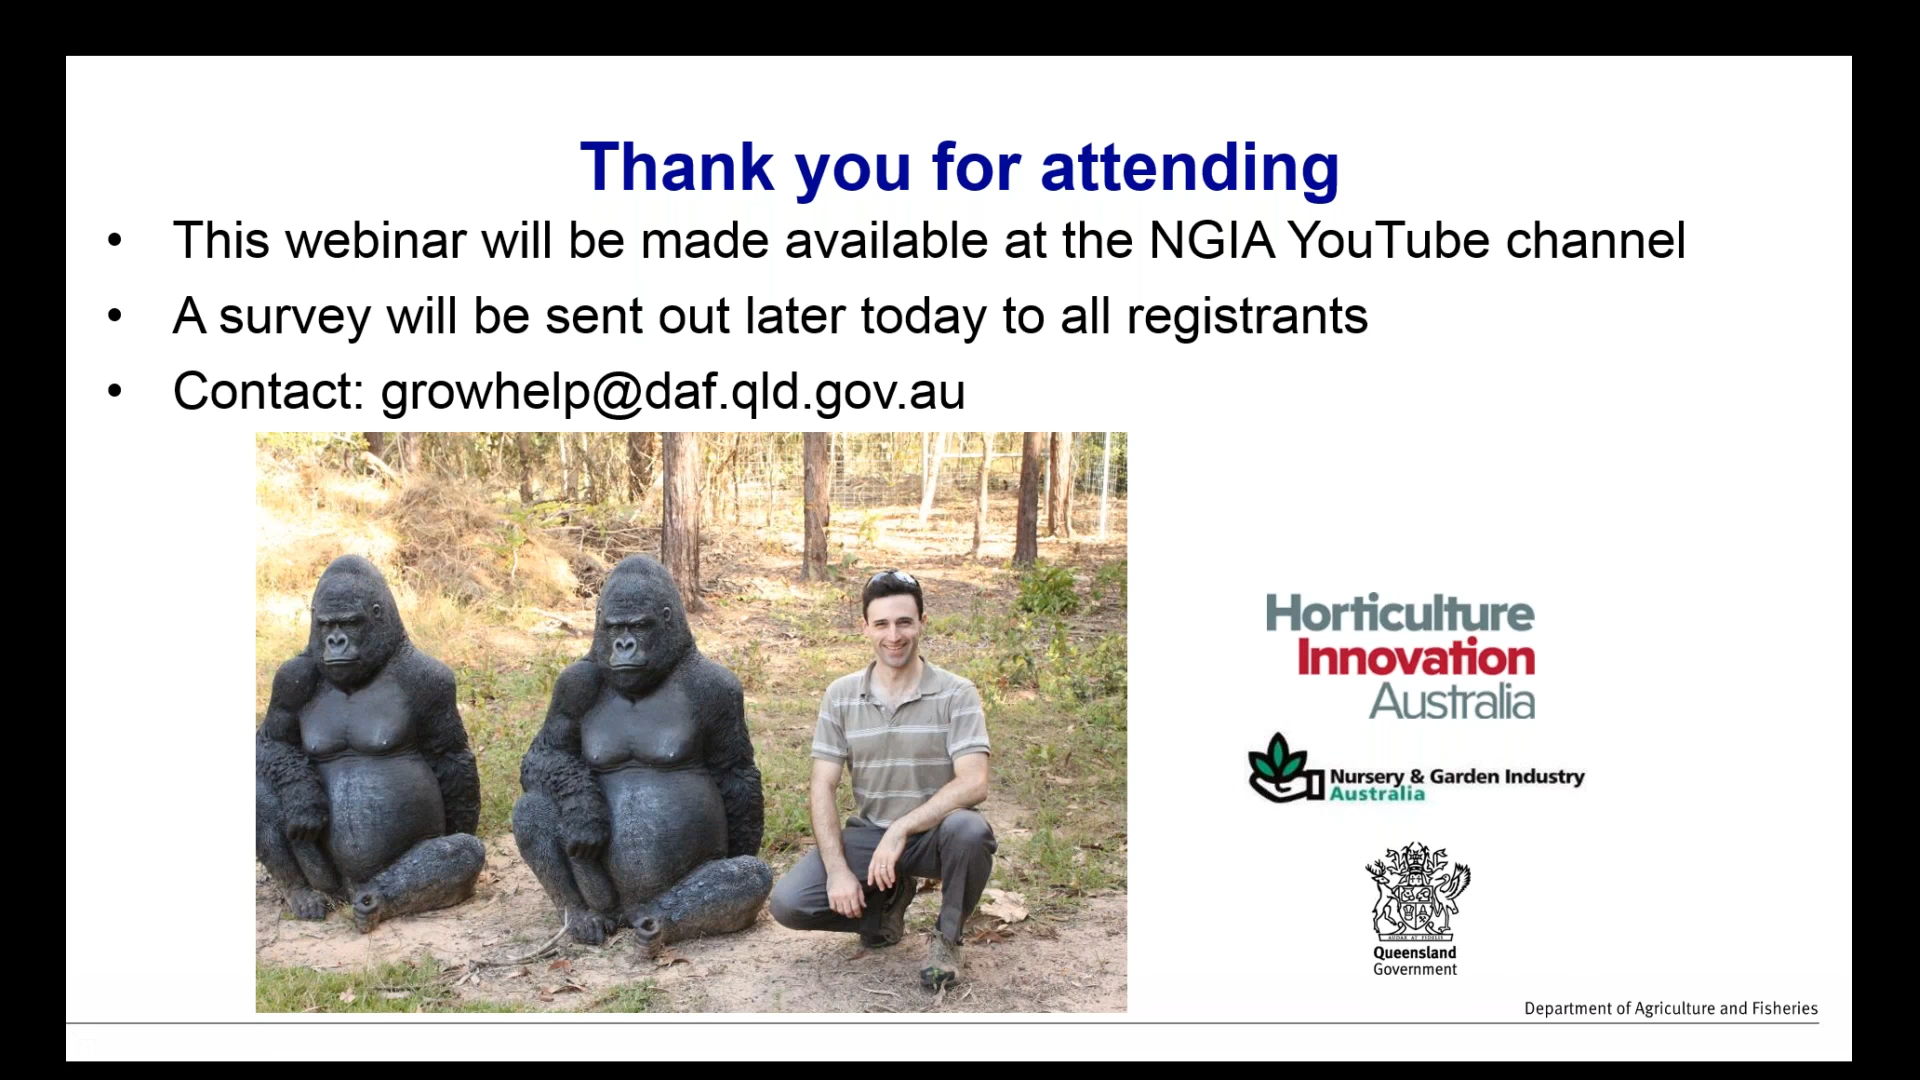 Thank you for attending
• This webinar will be made available at the NGIA YouTube channel
• A survey will be sent out later today to all registrants
• Contact: growhelp@daf.qld.gov.au
Horticulture
Innovation
Australia
Nursery & Garden Industry
Australia
Queensland
Government
Department of Agriculture and Fisheries